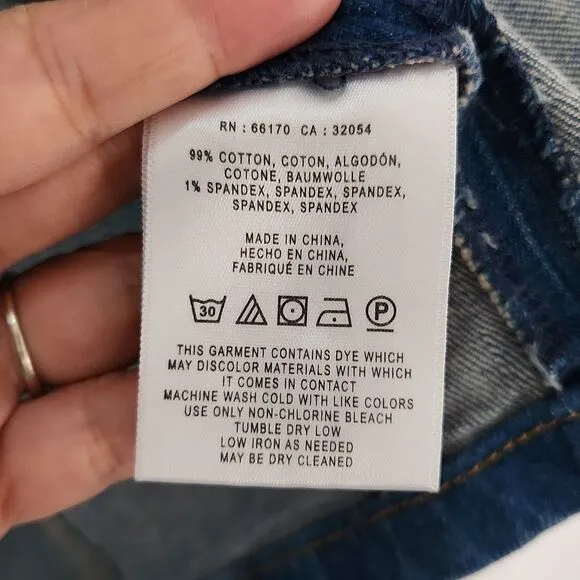 RN : 66170 CA : 32054
99% COTTON, COTON, ALGODÓN,
COTONE, BAUMWOLLE
1% SPANDEX, SPANDEX, SPANDEX,
SPANDEX, SPANDEX
MADE IN CHINA,
HECHO EN CHINA,
FABRIQUÉ EN CHINE
30 P
THIS GARMENT CONTAINS DYE WHICH
MAY DISCOLOR MATERIALS WITH WHICH
IT COMES IN CONTACT
MACHINE WASH COLD WITH LIKE COLORS
USE ONLY NON-CHLORINE BLEACH
TUMBLE DRY LOW
LOW IRON AS NEEDED
MAY BE DRY CLEANED